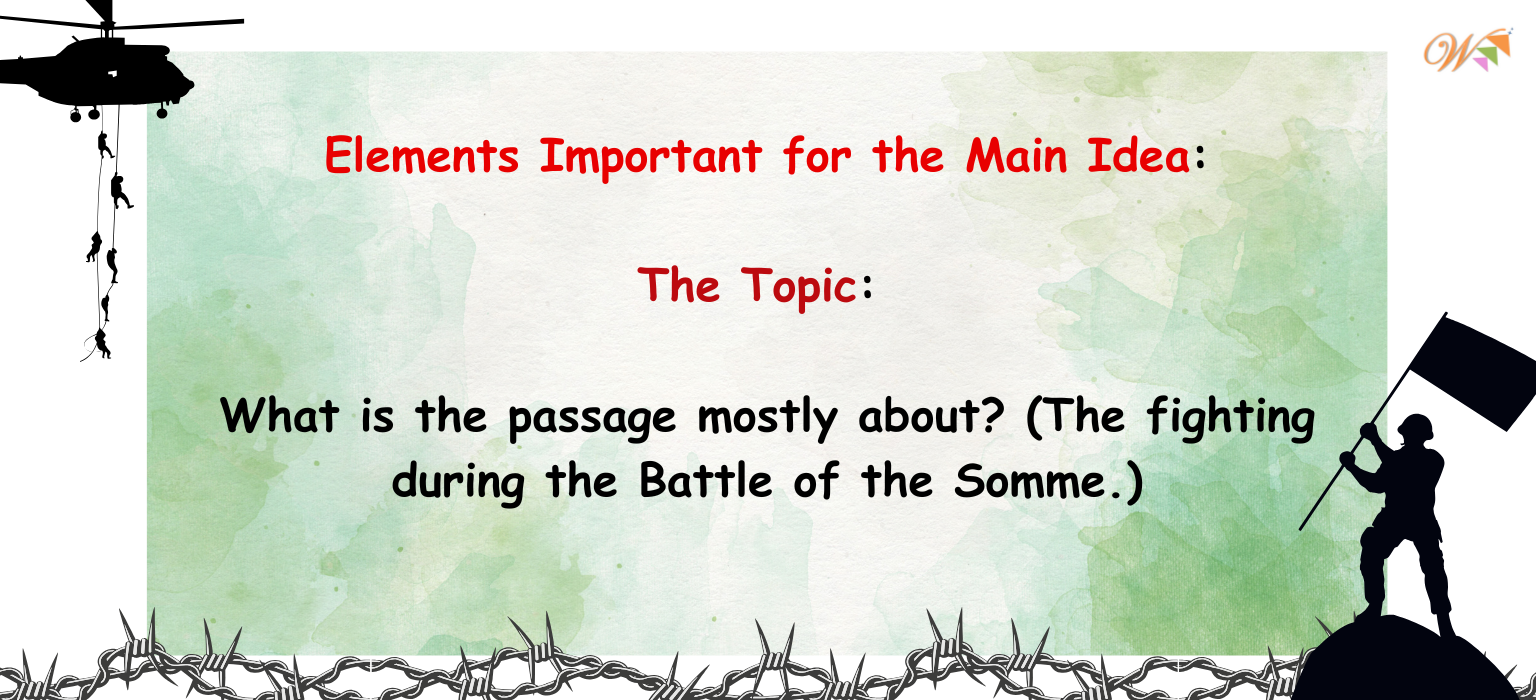 W
Elements Important for the Main Idea:
The Topic:
What is the passage mostly about? (The fighting
during the Battle of the Somme.)